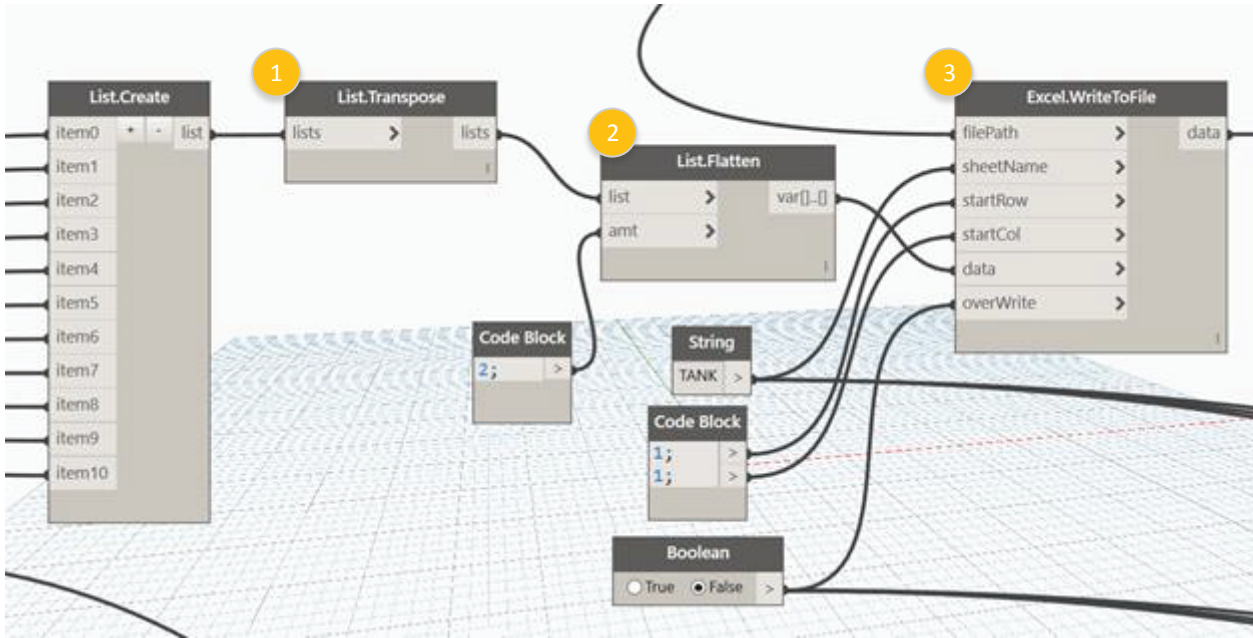 1
List.Create
item0 + - list
item1
item2
item3
item4
item5
item6
item7
item8
item9
item10
List.Transpose
lists > lists
2
List.Flatten
list > var[]..[]
amt >
Code Block
2; >
String
TANK >
Code Block
1; >
1; >
Boolean
True False >
3
Excel.WriteToFile
filePath > data
sheetName >
startRow >
startCol >
data >
overWrite >